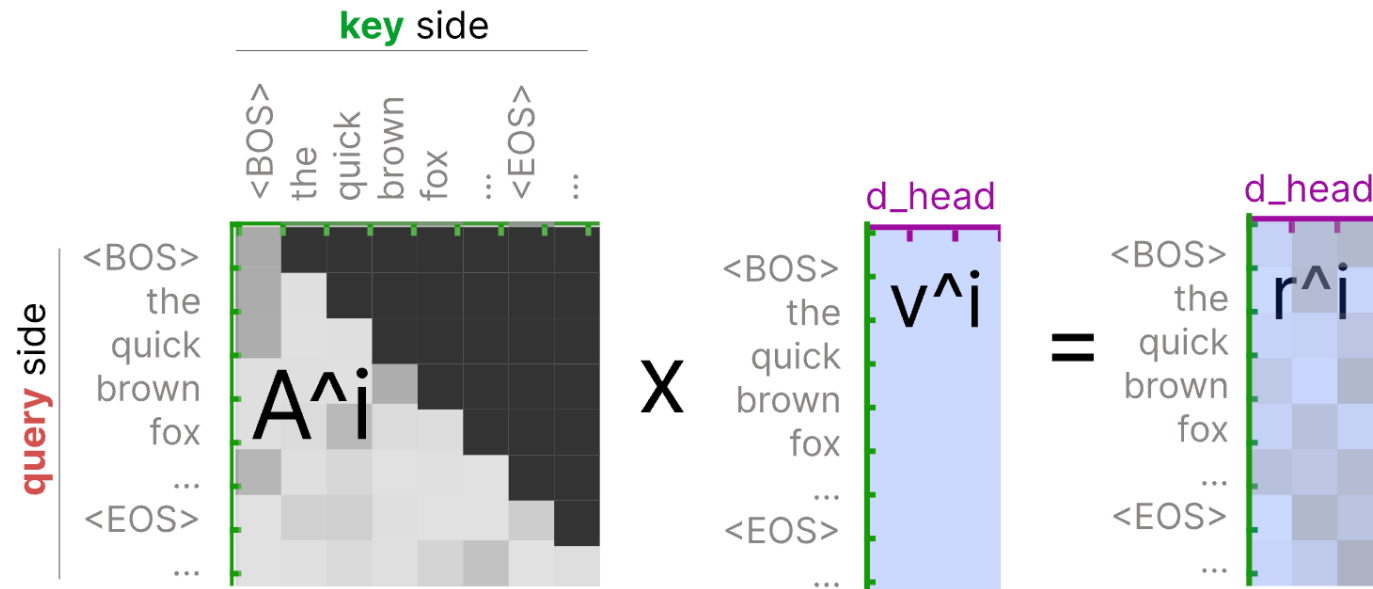 key side
<BOS>
the
quick
brown
fox
...
<EOS>
...
query side
<BOS>
the
quick
brown
fox
...
<EOS>
...
A^i
X
d_head
<BOS>
the
quick
brown
fox
...
<EOS>
...
v^i
=
d_head
<BOS>
the
quick
brown
fox
...
<EOS>
...
r^i